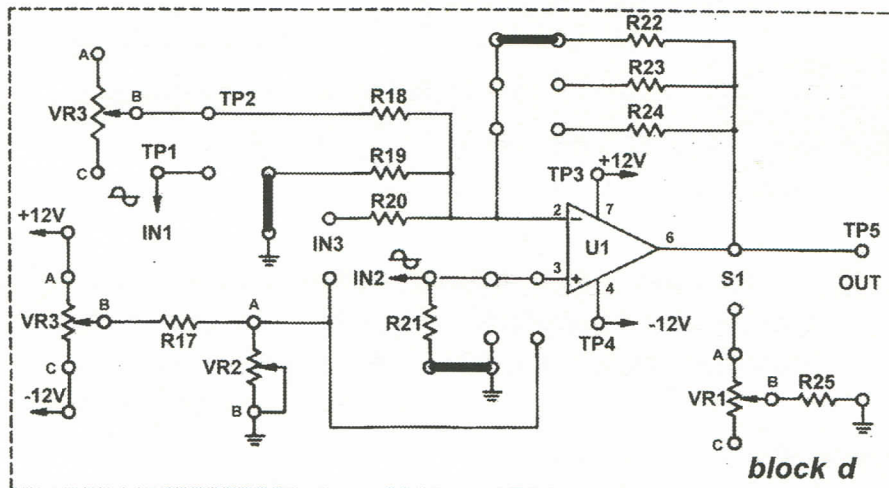 R22
A
R23
VR3
B
TP2
R18
R24
TP1
C
R19
TP3
+12V
IN1
R20
2
-
7
+12V
IN3
U1
6
TP5
IN2
3
+
S1
OUT
A
4
VR3
B
A
R21
TP4
-12V
R17
C
VR2
A
-12V
B
VR1
B
R25
C
block d